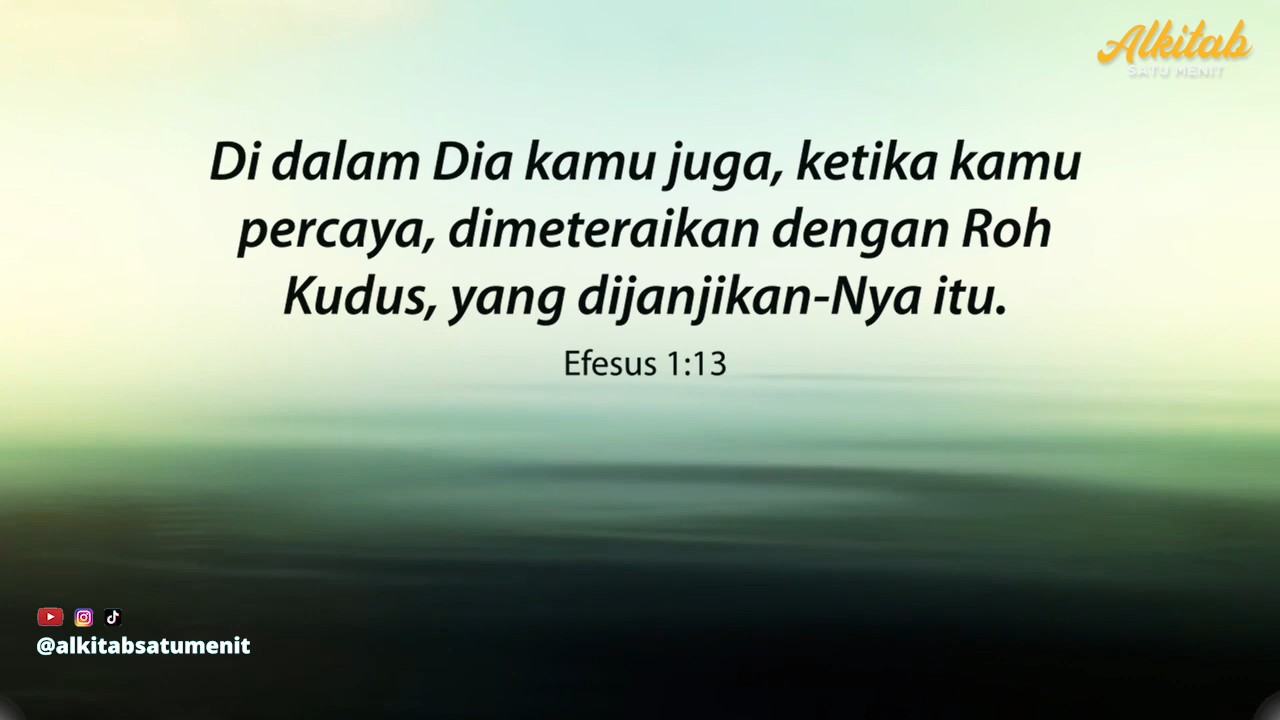 Alkitab
SATU MENIT
Di dalam Dia kamu juga, ketika kamu
percaya, dimeteraikan dengan Roh
Kudus, yang dijanjikan-Nya itu.
Efesus 1:13
@alkitabsatumenit